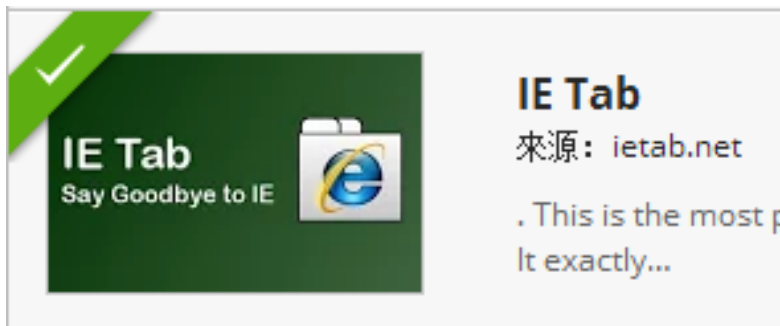 IE Tab
Say Goodbye to IE
IE Tab
來源：ietab.net
. This is the most
It exactly...